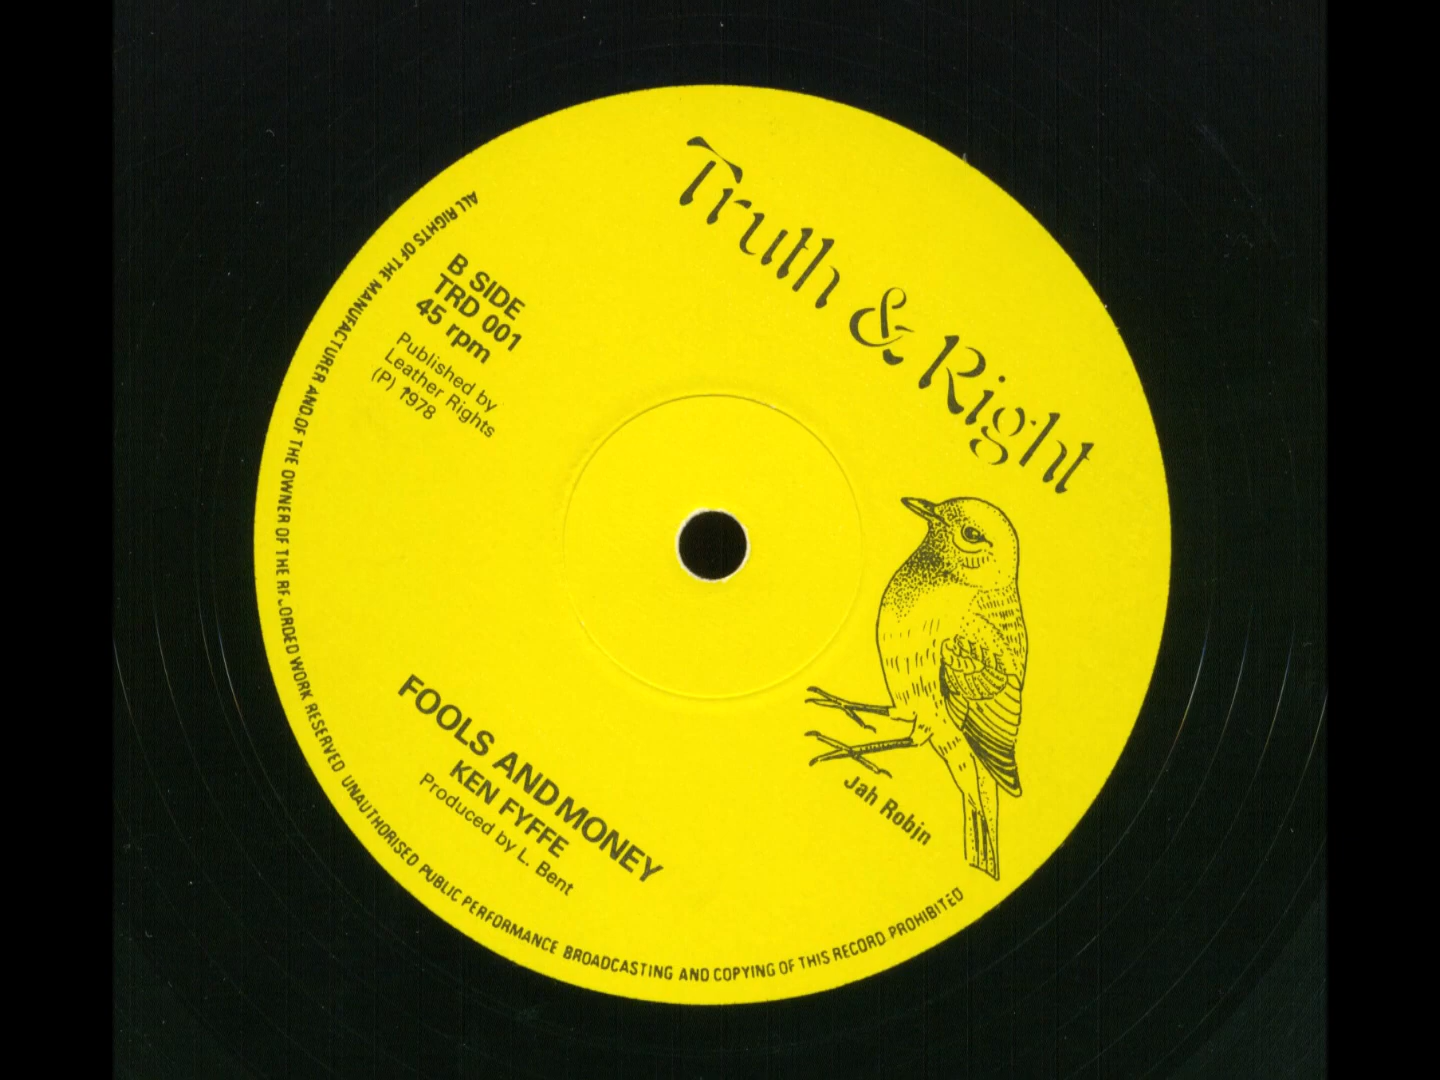 Truth & Right
B SIDE
TRD 001
45 rpm
Published by
Leather Rights
(P) 1978
Jah Robin
FOOLS AND MONEY
KEN FYFFE
Produced by L. Bent
ALL RIGHTS OF THE MANUFACTURER AND OF THE OWNER OF THE RECORDED WORK RESERVED UNAUTHORISED PUBLIC PERFORMANCE BROADCASTING AND COPYING OF THIS RECORD PROHIBITED